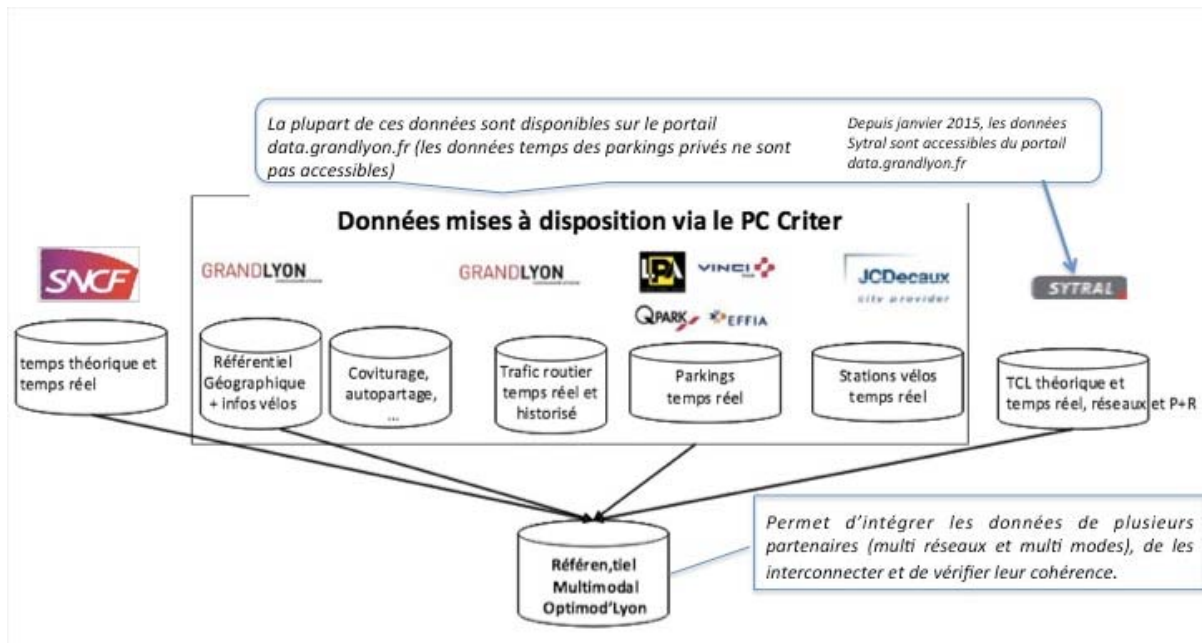 La plupart de ces données sont disponibles sur le portail
data.grandlyon.fr (les données temps des parkings privés ne sont
pas accessibles)
Depuis janvier 2015, les données
Sytral sont accessibles du portail
data.grandlyon.fr
Données mises à disposition via le PC Criter
SNCF
GRANDLYON
GRANDLYON
LPA
VINCI
QPARK
EFFIA
JCDecaux
city provider
SYTRAL
temps théorique et
temps réel
Référentiel
Géographique
+ infos vélos
Coviturage,
autopartage,
...
Trafic routier
temps réel et
historisé
Parkings
temps réel
Stations vélos
temps réel
TCL théorique et
temps réel, réseaux et P+R
Référen,tiel
Multimodal
Optimod'Lyon
Permet d'intégrer les données de plusieurs
partenaires (multi réseaux et multi modes), de les
interconnecter et de vérifier leur cohérence.